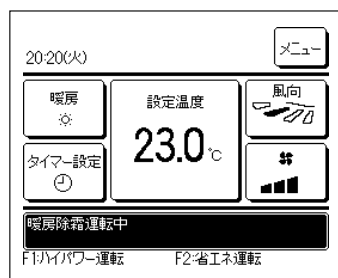 20:20(火)
メニュー
暖房
設定温度
風向
23.0℃
タイマー設定
暖房除霜運転中
F1:ハイパワー運転 F2:省エネ運転